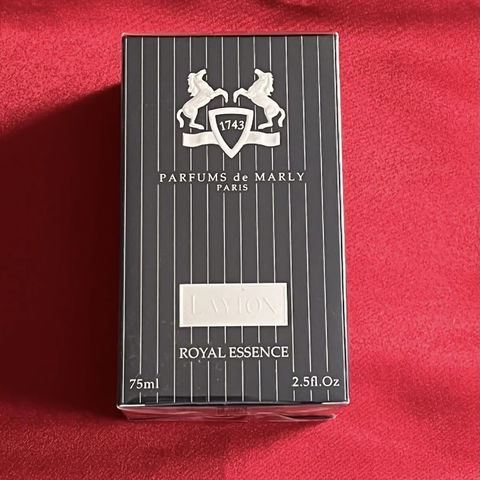 1743
PARFUMS de MARLY
PARIS
LAYTON
ROYAL ESSENCE
75ml 2.5fl.Oz